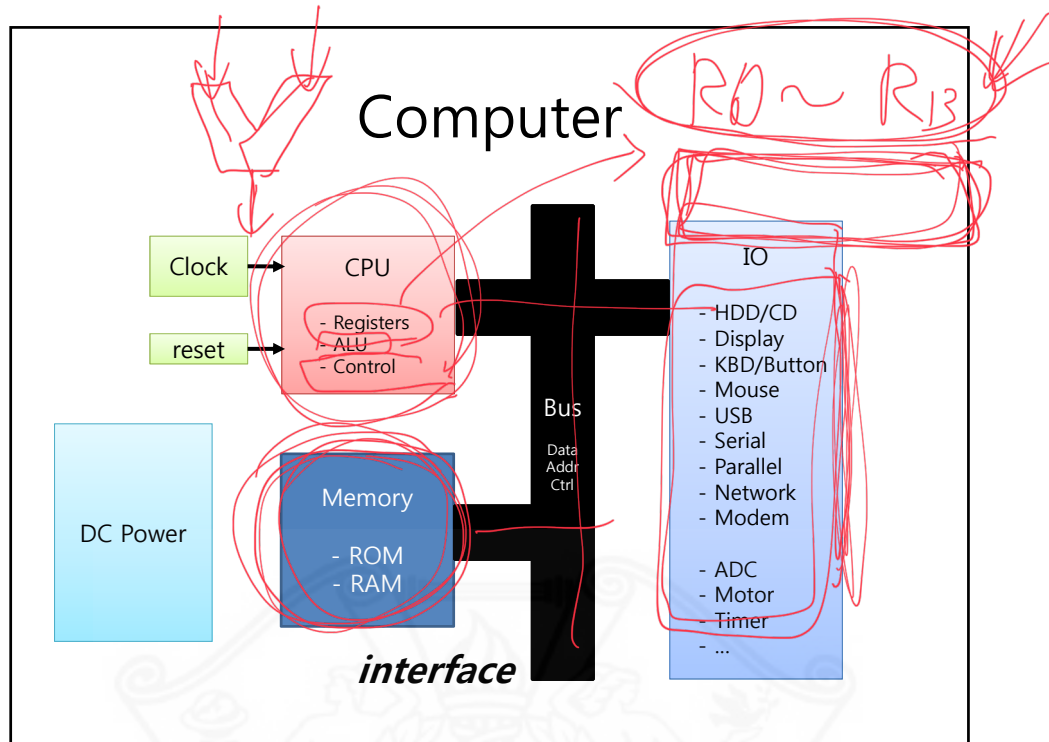 R0 ~ R13
Computer
Clock
reset
CPU
- Registers
- ALU
- Control
DC Power
Memory
- ROM
- RAM
interface
Bus
Data
Addr
Ctrl
IO
- HDD/CD
- Display
- KBD/Button
- Mouse
- USB
- Serial
- Parallel
- Network
- Modem
- ADC
- Motor
- Timer
- ...